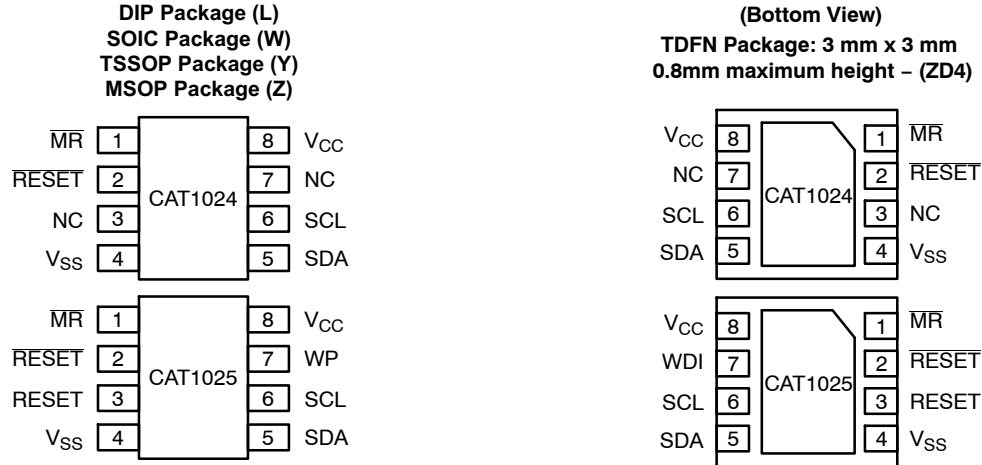 DIP Package (L)
SOIC Package (W)
TSSOP Package (Y)
MSOP Package (Z)
MR 1 8 VCC
RESET 2 7 NC
CAT1024
NC 3 6 SCL
VSS 4 5 SDA
MR 1 8 VCC
RESET 2 7 WP
CAT1025
RESET 3 6 SCL
VSS 4 5 SDA
(Bottom View)
TDFN Package: 3 mm x 3 mm
0.8mm maximum height – (ZD4)
VCC 8 1 MR
NC 7 2 RESET
CAT1024
SCL 6 3 NC
SDA 5 4 VSS
VCC 8 1 MR
WDI 7 2 RESET
CAT1025
SCL 6 3 RESET
SDA 5 4 VSS